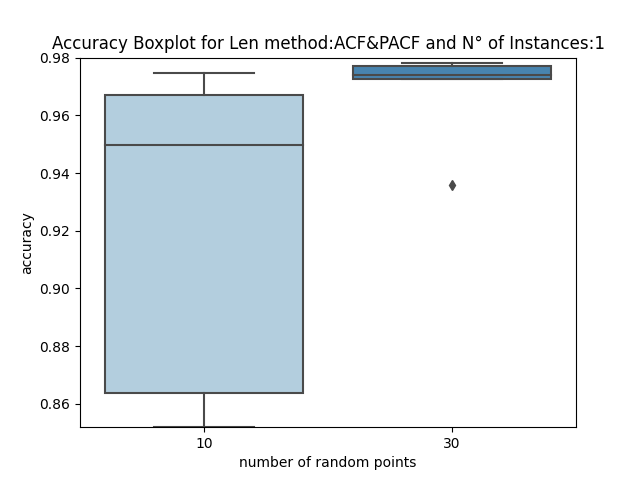 Accuracy Boxplot for Len method:ACF&PACF and N° of Instances:1
0.98
0.96
0.94
0.92
0.90
0.88
0.86
accuracy
10 30
number of random points